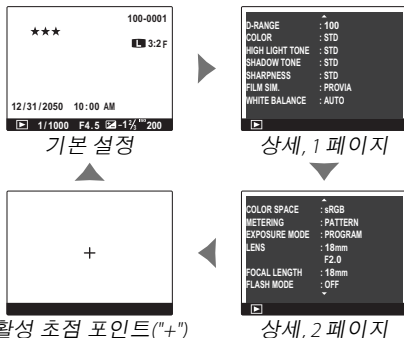 100-0001
★★★
L 3:2 F
12/31/2050 10:00 AM
1/1000 F4.5 -1⅓ ISO 200
기본 설정
D-RANGE : 100
COLOR : STD
HIGH LIGHT TONE : STD
SHADOW TONE : STD
SHARPNESS : STD
FILM SIM. : PROVIA
WHITE BALANCE : AUTO
상세, 1 페이지
COLOR SPACE : sRGB
METERING : PATTERN
EXPOSURE MODE : PROGRAM
LENS : 18mm
F2.0
FOCAL LENGTH : 18mm
FLASH MODE : OFF
상세, 2 페이지
+
활성 초점 포인트("+")